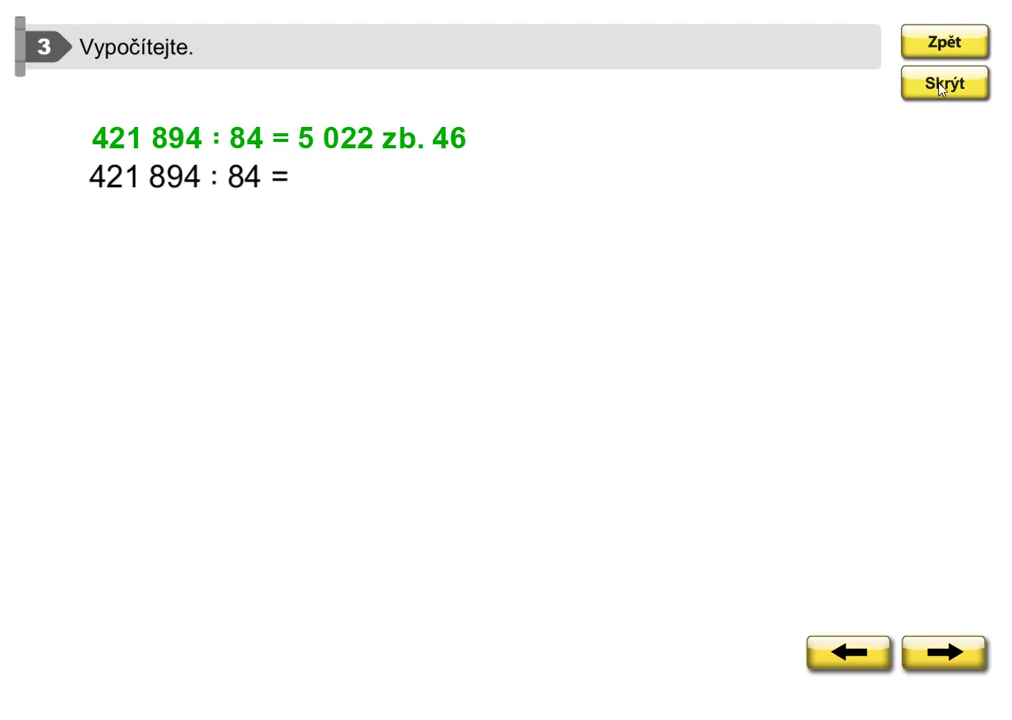 3 Vypočítejte.
Zpět
Skrýt
421 894 : 84 = 5 022 zb. 46
421 894 : 84 =